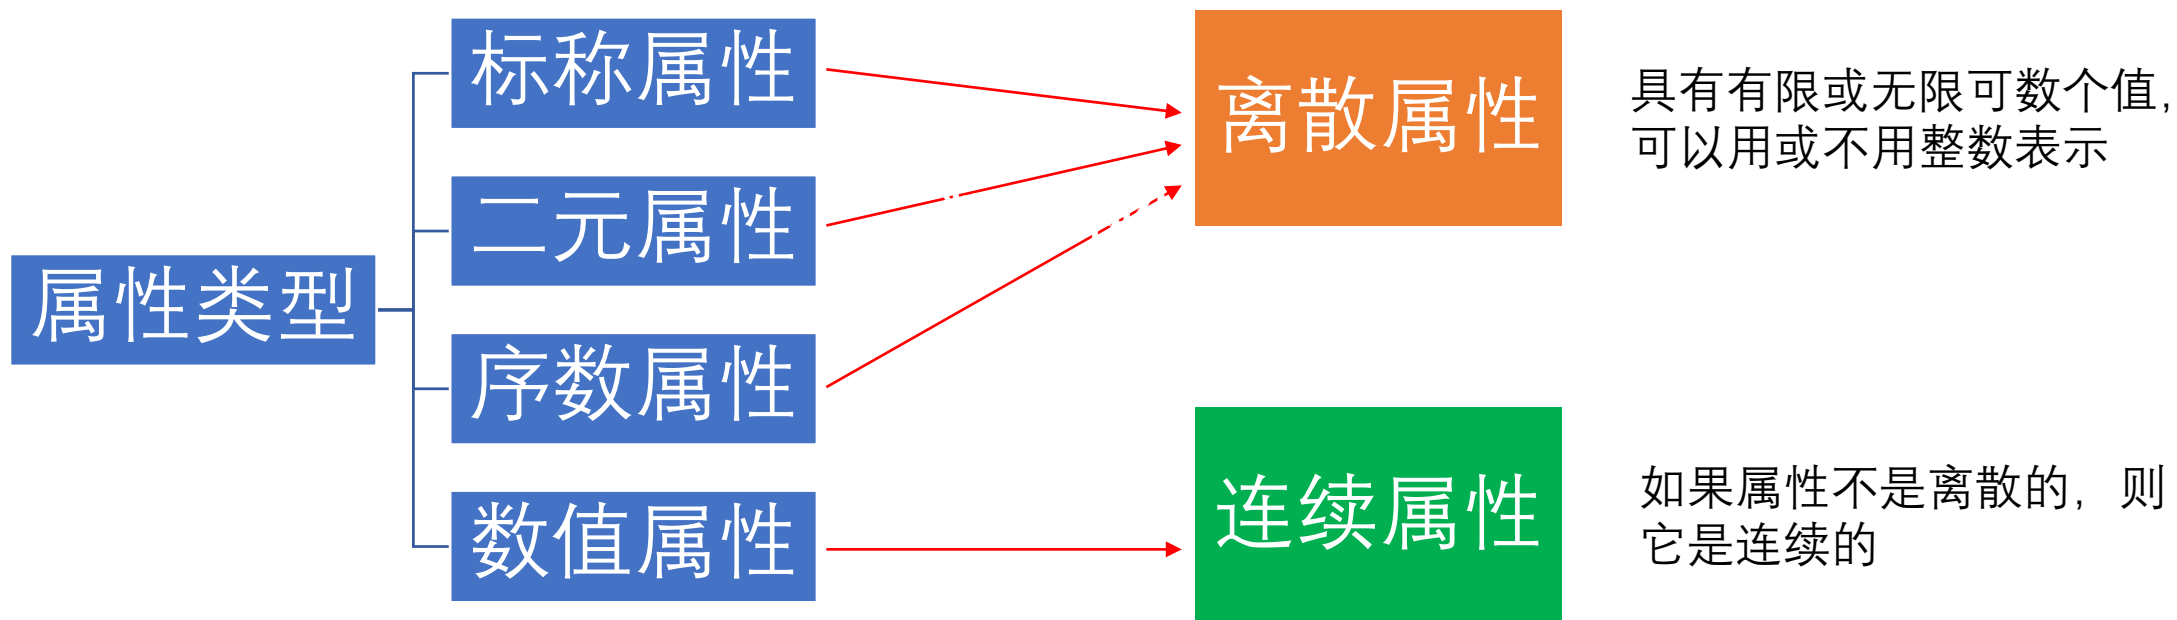 属性类型
标称属性
二元属性
序数属性
数值属性
离散属性
具有有限或无限可数个值，
可以用或不用整数表示
连续属性
如果属性不是离散的，则
它是连续的